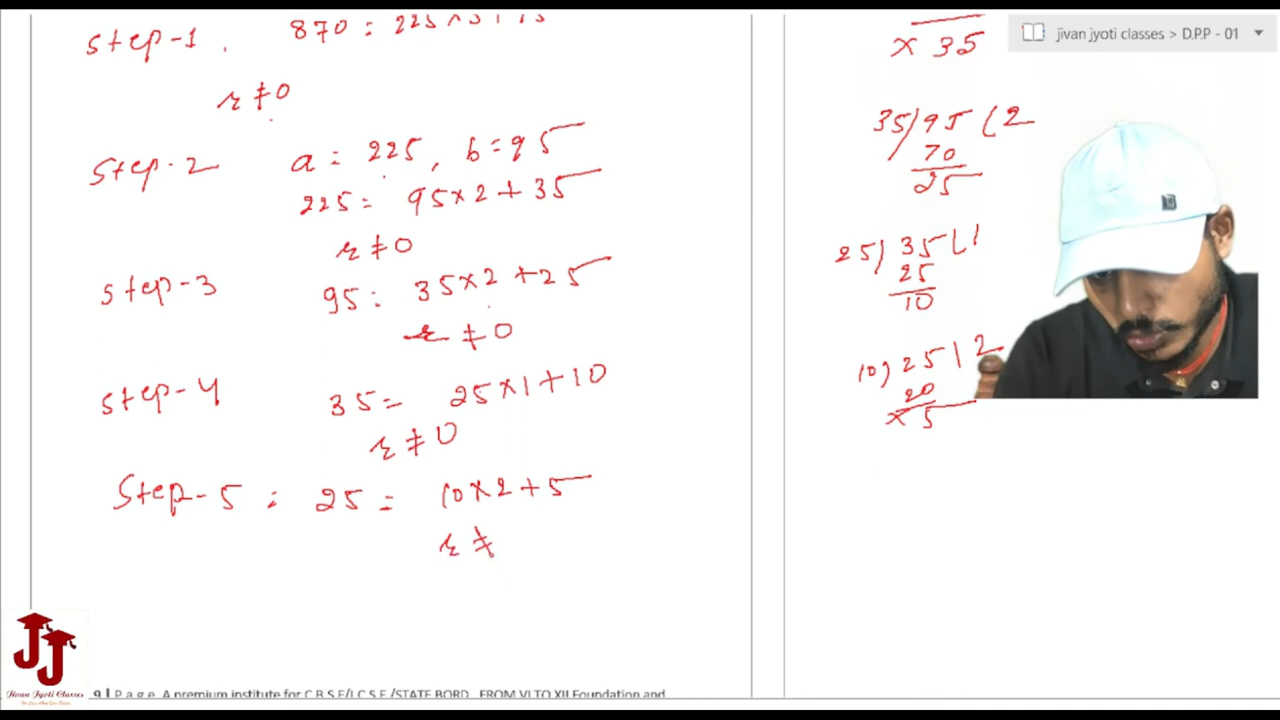 step-1 .
r ≠ 0
step-2
a = 225 , b = 95
225 = 95×2+35
r ≠ 0
step-3
95 = 35×2+25
r ≠ 0
step-4
35 = 25×1+10
r ≠ 0
Step-5 : 25 = 10×2+5
r ≠
× 35
35)95(2
70
25
25)35(1
25
10
10)25(2
20
×5
jivan jyoti classes > D.P.P - 01
JJ
Jivan Jyoti Classes
9 | P a g e A premium institute for C.B.S.E/I.C.S.E./STATE BORD FROM VI TO XII Foundation and